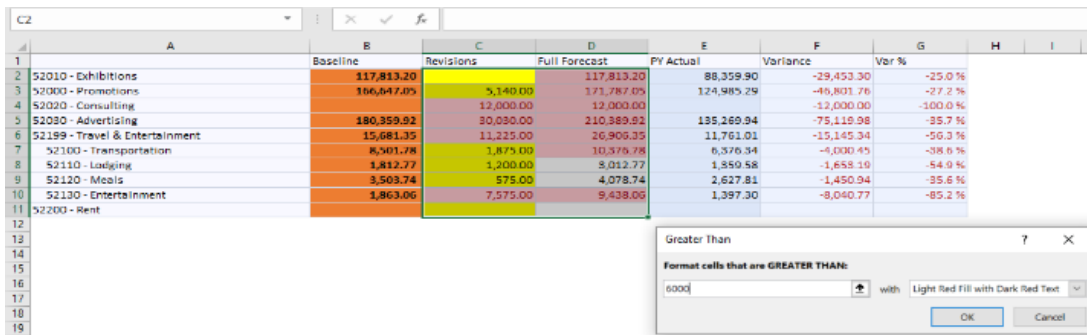 C2 fx
A B C D E F G H I
1 Baseline Revisions Full Forecast PY Actual Variance Var %
2 52010 - Exhibitions 117,813.20 117,813.20 88,359.90 -29,453.30 -25.0 %
3 52000 - Promotions 166,647.05 5,140.00 171,787.05 124,985.29 -46,801.76 -27.2 %
4 52020 - Consulting 12,000.00 12,000.00 -12,000.00 -100.0 %
5 52030 - Advertising 180,359.92 30,030.00 210,389.92 135,269.94 -75,119.98 -35.7 %
6 52199 - Travel & Entertainment 15,681.35 11,225.00 26,906.35 11,761.01 -15,145.34 -56.3 %
7 52100 - Transportation 8,501.78 1,875.00 10,376.78 6,376.34 -4,000.45 -38.6 %
8 52110 - Lodging 1,812.77 1,200.00 3,012.77 1,359.58 -1,653.19 -54.9 %
9 52120 - Meals 3,503.74 575.00 4,078.74 2,627.81 -1,450.94 -35.6 %
10 52130 - Entertainment 1,863.06 7,575.00 9,438.06 1,397.30 -8,040.77 -85.2 %
11 52200 - Rent
12
13
14
15
16
17
18
19
Greater Than ?
Format cells that are GREATER THAN:
6000 with Light Red Fill with Dark Red Text
OK Cancel